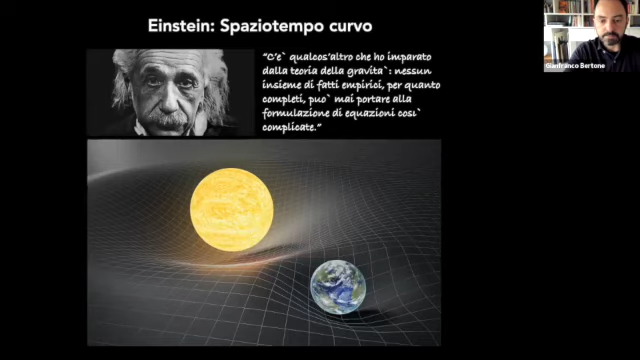 Einstein: Spaziotempo curvo
"C'e` qualcos'altro che ho imparato
dalla teoria della gravita`: nessun
insieme di fatti empirici, per quanto
completi, puo` mai portare alla
formulazione di equazioni cosı`
complicate."
Gianfranco Bertone